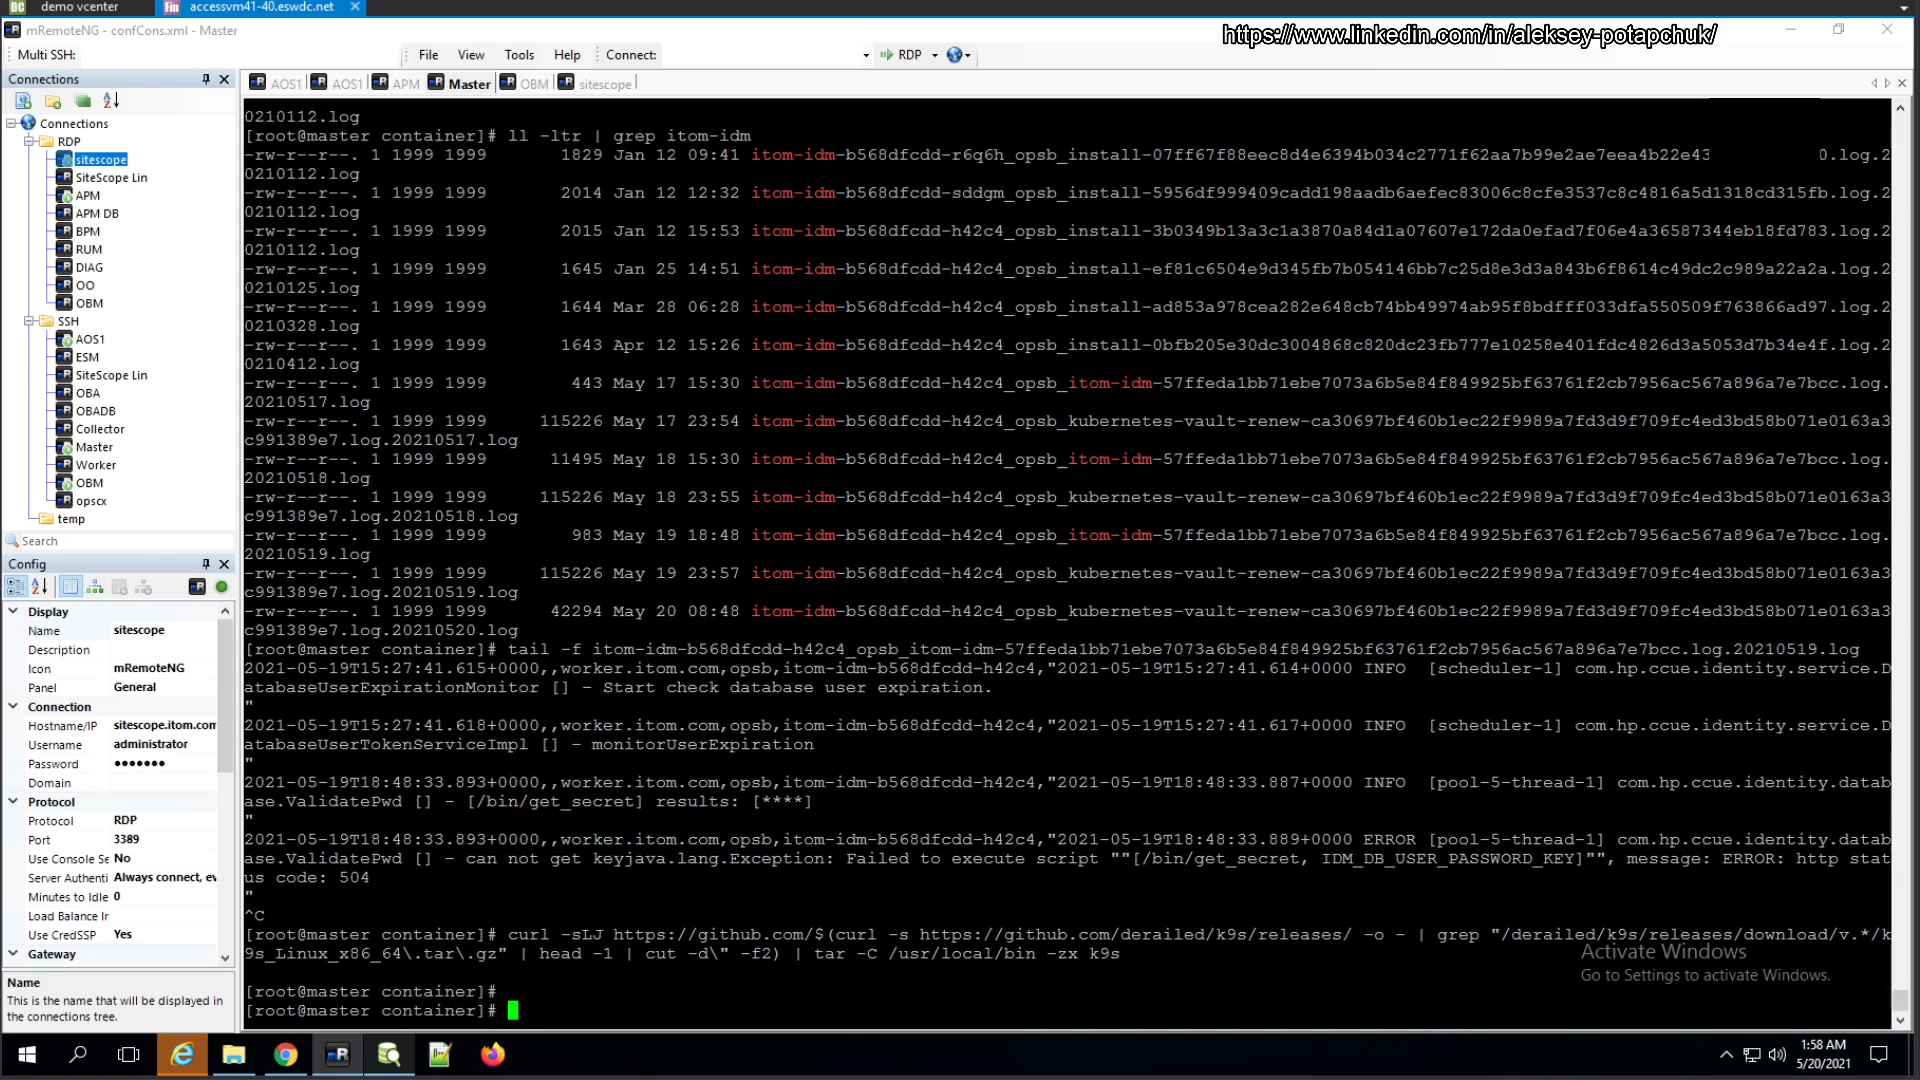 demo vcenter
accessvm41-40.eswdc.net
mRemoteNG - confCons.xml - Master
https://www.linkedin.com/in/aleksey-potapchuk/
Multi SSH:
File View Tools Help Connect: RDP
Connections
AOS1 AOS1 APM Master OBM sitescope
Connections
RDP
sitescope
SiteScope Lin
APM
APM DB
BPM
RUM
DIAG
OO
OBM
SSH
AOS1
ESM
SiteScope Lin
OBA
OBADB
Collector
Master
Worker
OBM
opscx
temp
Search
Config
Display
Name sitescope
Description
Icon mRemoteNG
Panel General
Connection
Hostname/IP sitescope.itom.com
Username administrator
Password ●●●●●●●
Domain
Protocol
Protocol RDP
Port 3389
Use Console Se No
Server Authenti Always connect, ev
Minutes to Idle 0
Load Balance Ir
Use CredSSP Yes
Gateway
Name
This is the name that will be displayed in
the connections tree.
0210112.log
[root@master container]# ll -ltr | grep itom-idm
-rw-r--r--. 1 1999 1999 1829 Jan 12 09:41 itom-idm-b568dfcdd-r6q6h_opsb_install-07ff67f88eec8d4e6394b034c2771f62aa7b99e2ae7eea4b22e43 0.log.2
0210112.log
-rw-r--r--. 1 1999 1999 2014 Jan 12 12:32 itom-idm-b568dfcdd-sddgm_opsb_install-5956df999409cadd198aadb6aefec83006c8cfe3537c8c4816a5d1318cd315fb.log.2
0210112.log
-rw-r--r--. 1 1999 1999 2015 Jan 12 15:53 itom-idm-b568dfcdd-h42c4_opsb_install-3b0349b13a3c1a3870a84d1a07607e172da0efad7f06e4a36587344eb18fd783.log.2
0210112.log
-rw-r--r--. 1 1999 1999 1645 Jan 25 14:51 itom-idm-b568dfcdd-h42c4_opsb_install-ef81c6504e9d345fb7b054146bb7c25d8e3d3a843b6f8614c49dc2c989a22a2a.log.2
0210125.log
-rw-r--r--. 1 1999 1999 1644 Mar 28 06:28 itom-idm-b568dfcdd-h42c4_opsb_install-ad853a978cea282e648cb74bb49974ab95f8bdfff033dfa550509f763866ad97.log.2
0210328.log
-rw-r--r--. 1 1999 1999 1643 Apr 12 15:26 itom-idm-b568dfcdd-h42c4_opsb_install-0bfb205e30dc3004868c820dc23fb777e10258e401fdc4826d3a5053d7b34e4f.log.2
0210412.log
-rw-r--r--. 1 1999 1999 443 May 17 15:30 itom-idm-b568dfcdd-h42c4_opsb_itom-idm-57ffeda1bb71ebe7073a6b5e84f849925bf63761f2cb7956ac567a896a7e7bcc.log.
20210517.log
-rw-r--r--. 1 1999 1999 115226 May 17 23:54 itom-idm-b568dfcdd-h42c4_opsb_kubernetes-vault-renew-ca30697bf460b1ec22f9989a7fd3d9f709fc4ed3bd58b071e0163a3
c991389e7.log.20210517.log
-rw-r--r--. 1 1999 1999 11495 May 18 15:30 itom-idm-b568dfcdd-h42c4_opsb_itom-idm-57ffeda1bb71ebe7073a6b5e84f849925bf63761f2cb7956ac567a896a7e7bcc.log.
20210518.log
-rw-r--r--. 1 1999 1999 115226 May 18 23:55 itom-idm-b568dfcdd-h42c4_opsb_kubernetes-vault-renew-ca30697bf460b1ec22f9989a7fd3d9f709fc4ed3bd58b071e0163a3
c991389e7.log.20210518.log
-rw-r--r--. 1 1999 1999 983 May 19 18:48 itom-idm-b568dfcdd-h42c4_opsb_itom-idm-57ffeda1bb71ebe7073a6b5e84f849925bf63761f2cb7956ac567a896a7e7bcc.log.
20210519.log
-rw-r--r--. 1 1999 1999 115226 May 19 23:57 itom-idm-b568dfcdd-h42c4_opsb_kubernetes-vault-renew-ca30697bf460b1ec22f9989a7fd3d9f709fc4ed3bd58b071e0163a3
c991389e7.log.20210519.log
-rw-r--r--. 1 1999 1999 42294 May 20 08:48 itom-idm-b568dfcdd-h42c4_opsb_kubernetes-vault-renew-ca30697bf460b1ec22f9989a7fd3d9f709fc4ed3bd58b071e0163a3
c991389e7.log.20210520.log
[root@master container]# tail -f itom-idm-b568dfcdd-h42c4_opsb_itom-idm-57ffeda1bb71ebe7073a6b5e84f849925bf63761f2cb7956ac567a896a7e7bcc.log.20210519.log
2021-05-19T15:27:41.615+0000,,worker.itom.com,opsb,itom-idm-b568dfcdd-h42c4,"2021-05-19T15:27:41.614+0000 INFO [scheduler-1] com.hp.ccue.identity.service.D
atabaseUserExpirationMonitor [] - Start check database user expiration.
"
2021-05-19T15:27:41.618+0000,,worker.itom.com,opsb,itom-idm-b568dfcdd-h42c4,"2021-05-19T15:27:41.617+0000 INFO [scheduler-1] com.hp.ccue.identity.service.D
atabaseUserTokenServiceImpl [] - monitorUserExpiration
"
2021-05-19T18:48:33.893+0000,,worker.itom.com,opsb,itom-idm-b568dfcdd-h42c4,"2021-05-19T18:48:33.887+0000 INFO [pool-5-thread-1] com.hp.ccue.identity.datab
ase.ValidatePwd [] - [/bin/get_secret] results: [****]
"
2021-05-19T18:48:33.893+0000,,worker.itom.com,opsb,itom-idm-b568dfcdd-h42c4,"2021-05-19T18:48:33.889+0000 ERROR [pool-5-thread-1] com.hp.ccue.identity.datab
ase.ValidatePwd [] - can not get keyjava.lang.Exception: Failed to execute script ""[/bin/get_secret, IDM_DB_USER_PASSWORD_KEY]"", message: ERROR: http stat
us code: 504
"
^C
[root@master container]# curl -sLJ https://github.com/$(curl -s https://github.com/derailed/k9s/releases/ -o - | grep "/derailed/k9s/releases/download/v.*/k
9s_Linux_x86_64\.tar\.gz" | head -1 | cut -d\" -f2) | tar -C /usr/local/bin -zx k9s
[root@master container]#
[root@master container]#
Activate Windows
Go to Settings to activate Windows.
1:58 AM
5/20/2021